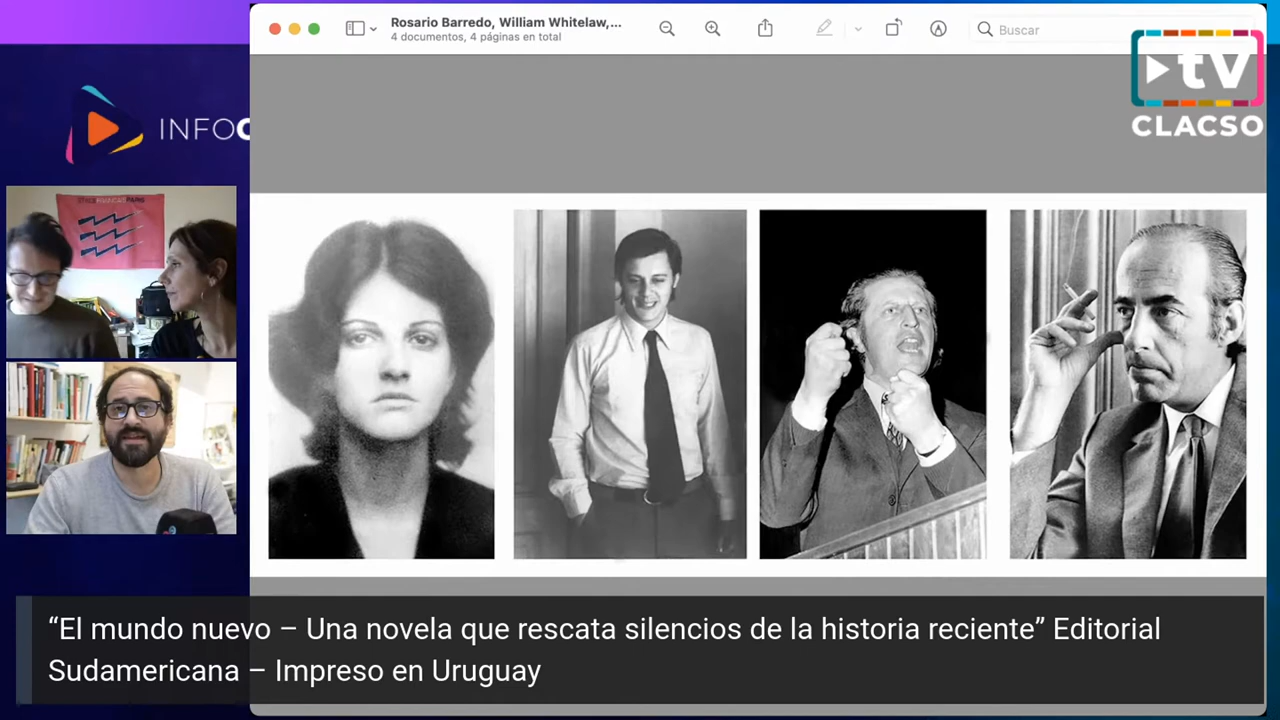 Rosario Barredo, William Whitelaw,...
4 documentos, 4 páginas en total
Buscar
tv
CLACSO
INFO
“El mundo nuevo – Una novela que rescata silencios de la historia reciente” Editorial
Sudamericana – Impreso en Uruguay